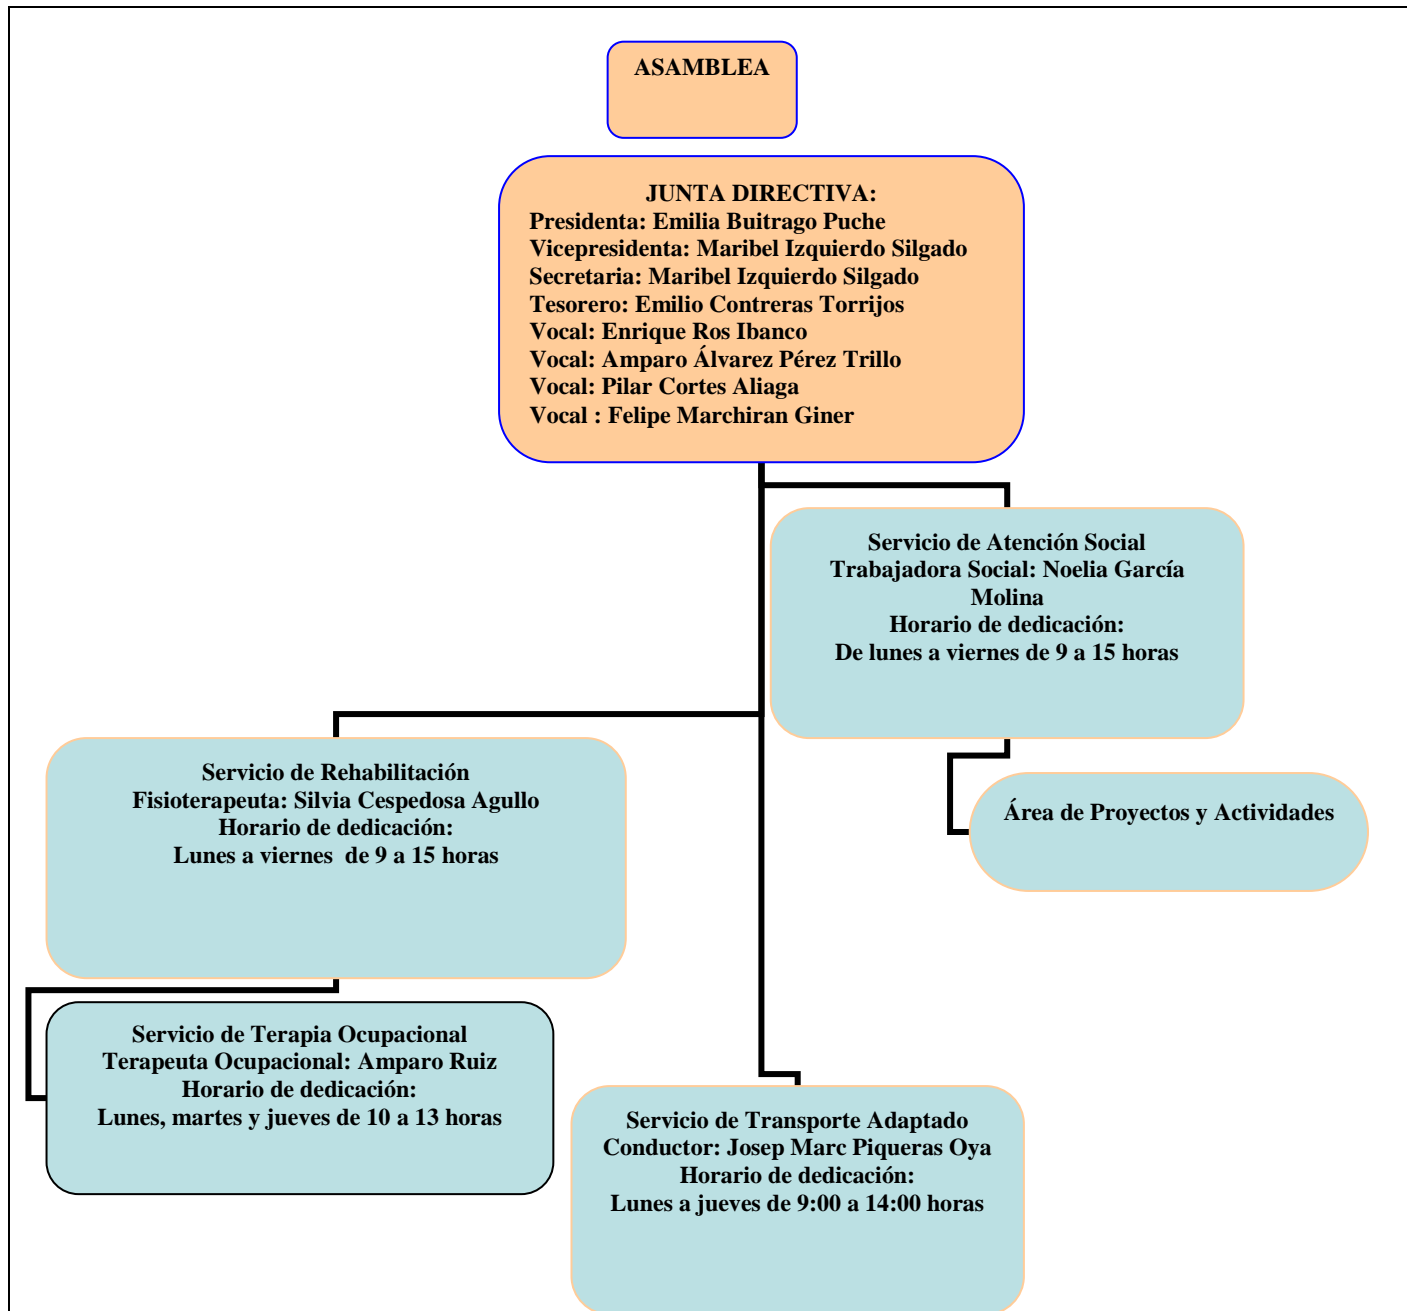 ASAMBLEA
JUNTA DIRECTIVA:
Presidenta: Emilia Buitrago Puche
Vicepresidenta: Maribel Izquierdo Silgado
Secretaria: Maribel Izquierdo Silgado
Tesorero: Emilio Contreras Torrijos
Vocal: Enrique Ros Ibanco
Vocal: Amparo Álvarez Pérez Trillo
Vocal: Pilar Cortes Aliaga
Vocal : Felipe Marchiran Giner
Servicio de Atención Social
Trabajadora Social: Noelia García
Molina
Horario de dedicación:
De lunes a viernes de 9 a 15 horas
Servicio de Rehabilitación
Fisioterapeuta: Silvia Cespedosa Agullo
Horario de dedicación:
Lunes a viernes  de 9 a 15 horas
Área de Proyectos y Actividades
Servicio de Terapia Ocupacional
Terapeuta Ocupacional: Amparo Ruiz
Horario de dedicación:
Lunes, martes y jueves de 10 a 13 horas
Servicio de Transporte Adaptado
Conductor: Josep Marc Piqueras Oya
Horario de dedicación:
Lunes a jueves de 9:00 a 14:00 horas